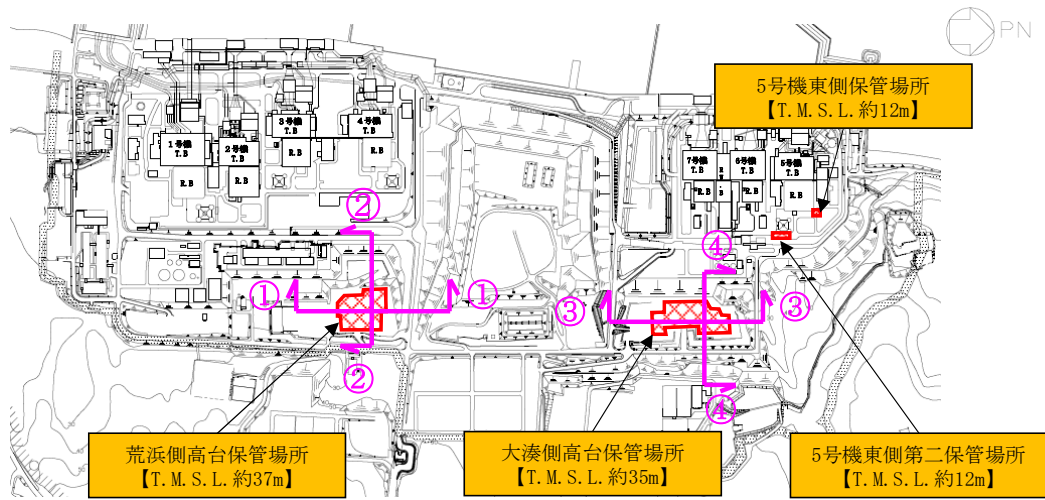 PN
5号機東側保管場所
【T.M.S.L.約12m】
1号機
T.B
R.B
2号機
T.B
R.B
3号機
T.B
R.B
4号機
T.B
R.B
7号機
T.B
R.B
6号機
T.B
R.B
5号機
T.B
R.B
②
④
①
①
③
③
②
④
荒浜側高台保管場所
【T.M.S.L.約37m】
大湊側高台保管場所
【T.M.S.L.約35m】
5号機東側第二保管場所
【T.M.S.L.約12m】